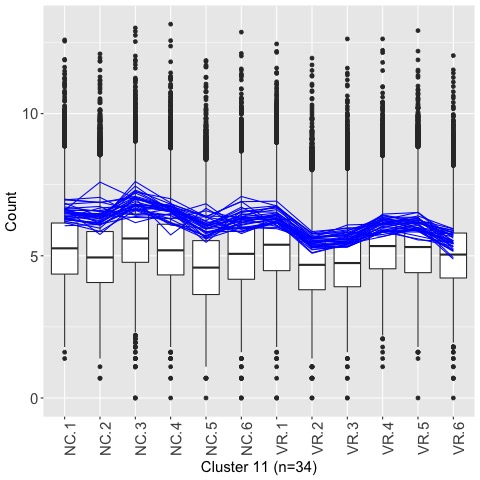 10
5
0
Count
NC.1
NC.2
NC.3
NC.4
NC.5
NC.6
VR.1
VR.2
VR.3
VR.4
VR.5
VR.6
Cluster 11 (n=34)